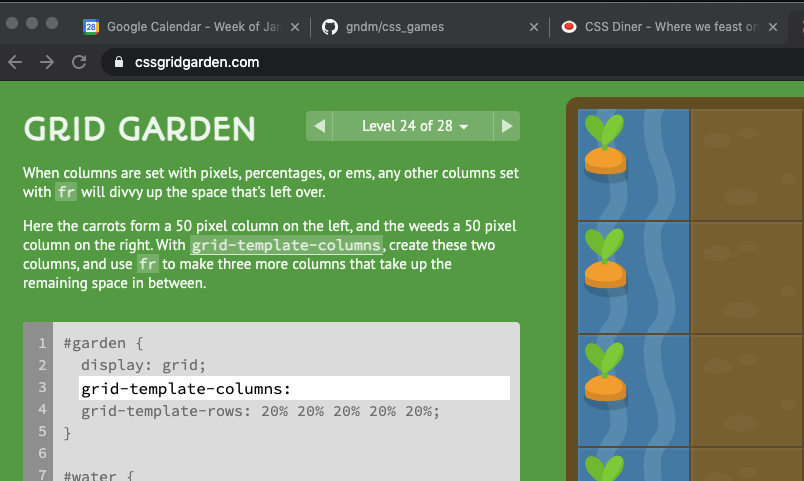 28 Google Calendar - Week of Jan
gndm/css_games
CSS Diner - Where we feast on
cssgridgarden.com
GRID GARDEN
Level 24 of 28
When columns are set with pixels, percentages, or ems, any other columns set
with fr will divvy up the space that's left over.
Here the carrots form a 50 pixel column on the left, and the weeds a 50 pixel
column on the right. With grid-template-columns, create these two
columns, and use fr to make three more columns that take up the
remaining space in between.
1 #garden {
2 display: grid;
3 grid-template-columns:
4 grid-template-rows: 20% 20% 20% 20% 20%;
5 }
6
7 #water {